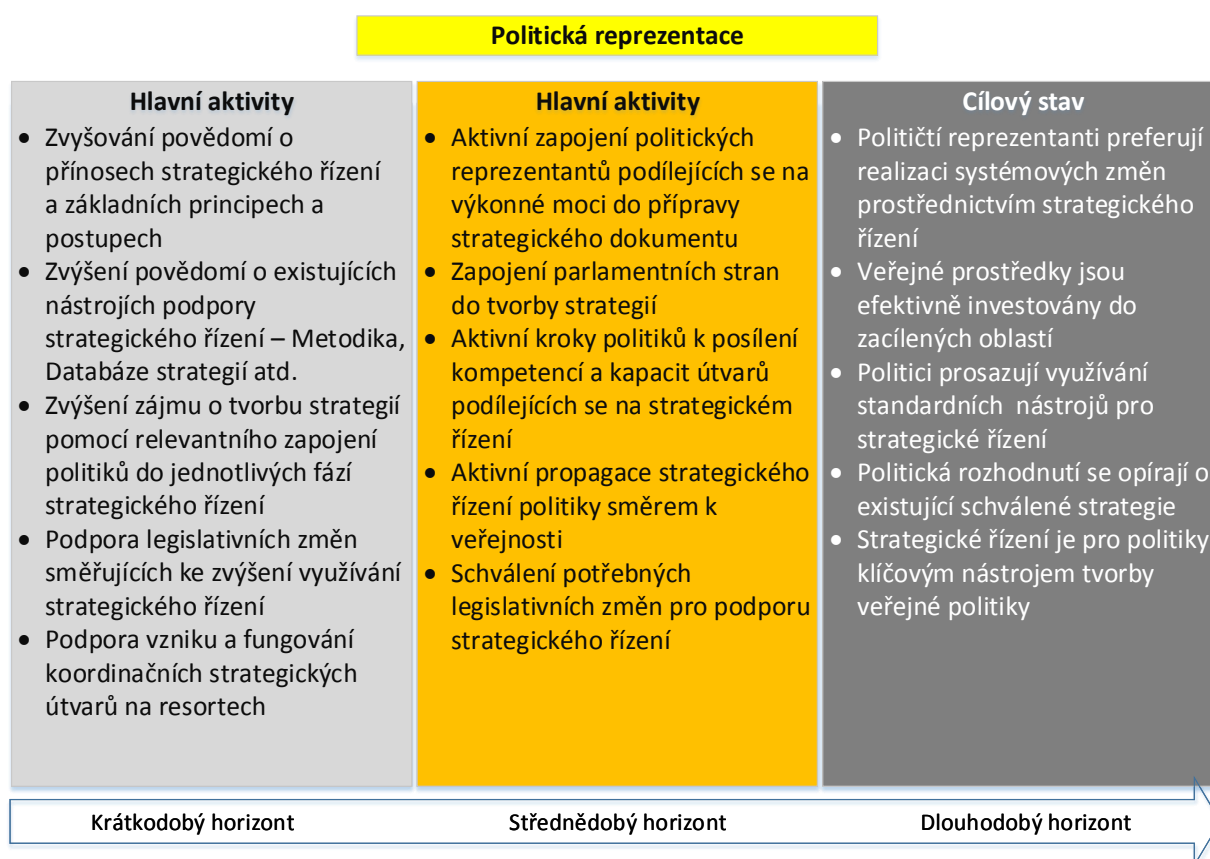 Politická reprezentace
Hlavní aktivity
• Zvyšování povědomí o
přínosech strategického řízení
a základních principech a
postupech
• Zvýšení povědomí o existujících
nástrojích podpory
strategického řízení – Metodika,
Databáze strategií atd.
• Zvýšení zájmu o tvorbu strategií
pomocí relevantního zapojení
politiků do jednotlivých fází
strategického řízení
• Podpora legislativních změn
směřujících ke zvýšení využívání
strategického řízení
• Podpora vzniku a fungování
koordinačních strategických
útvarů na resortech
Hlavní aktivity
• Aktivní zapojení politických
reprezentantů podílejících se na
výkonné moci do přípravy
strategického dokumentu
• Zapojení parlamentních stran
do tvorby strategií
• Aktivní kroky politiků k posílení
kompetencí a kapacit útvarů
podílejících se na strategickém
řízení
• Aktivní propagace strategického
řízení politiky směrem k
veřejnosti
• Schválení potřebných
legislativních změn pro podporu
strategického řízení
Cílový stav
• Političtí reprezentanti preferují
realizaci systémových změn
prostřednictvím strategického
řízení
• Veřejné prostředky jsou
efektivně investovány do
zacílených oblastí
• Politici prosazují využívání
standardních nástrojů pro
strategické řízení
• Politická rozhodnutí se opírají o
existující schválené strategie
• Strategické řízení je pro politiky
klíčovým nástrojem tvorby
veřejné politiky
Krátkodobý horizont
Střednědobý horizont
Dlouhodobý horizont